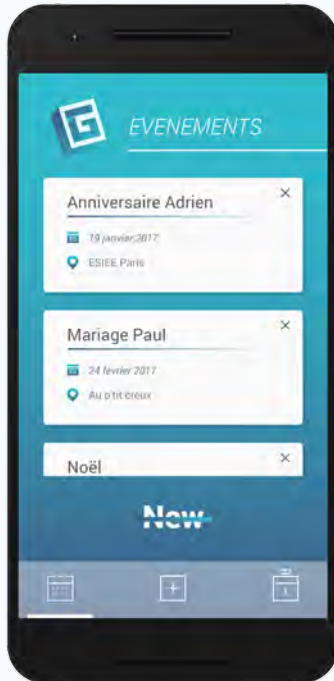 EVENEMENTS
Anniversaire Adrien
19 janvier 2017
ESIEE Paris
Mariage Paul
24 fevrier 2017
Au p'tit creux
Noël
New